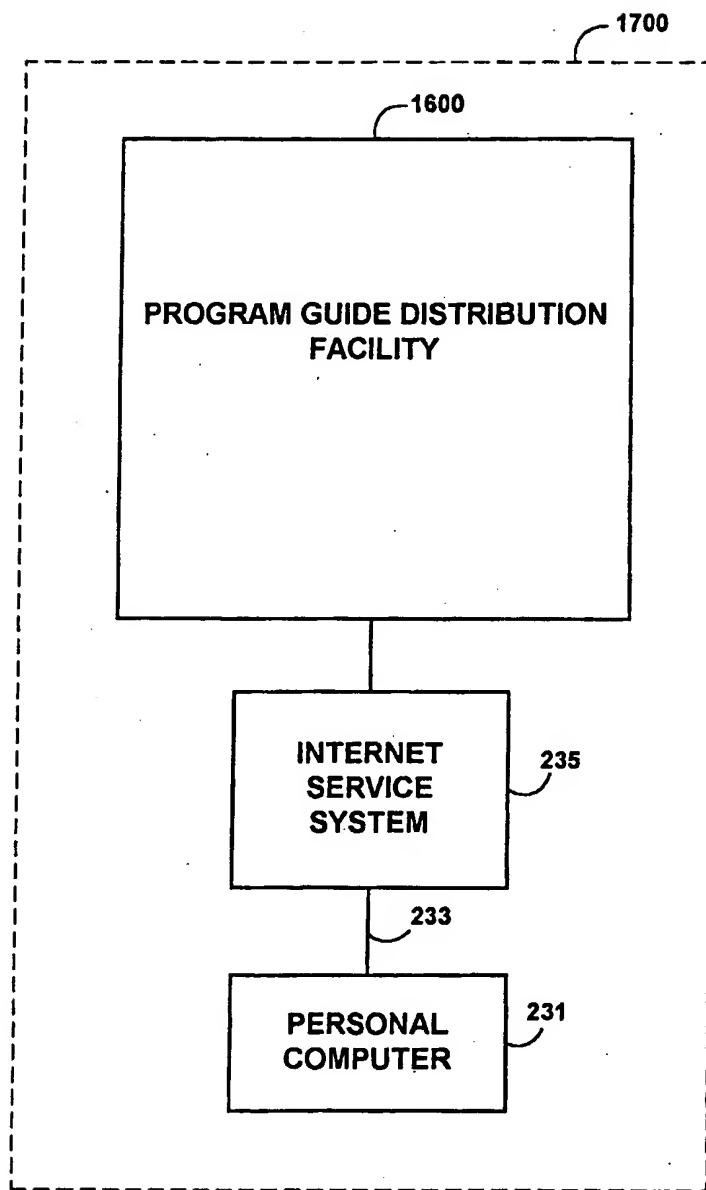 1700
1600
PROGRAM GUIDE DISTRIBUTION
FACILITY
INTERNET
SERVICE
SYSTEM
235
233
PERSONAL
COMPUTER
231